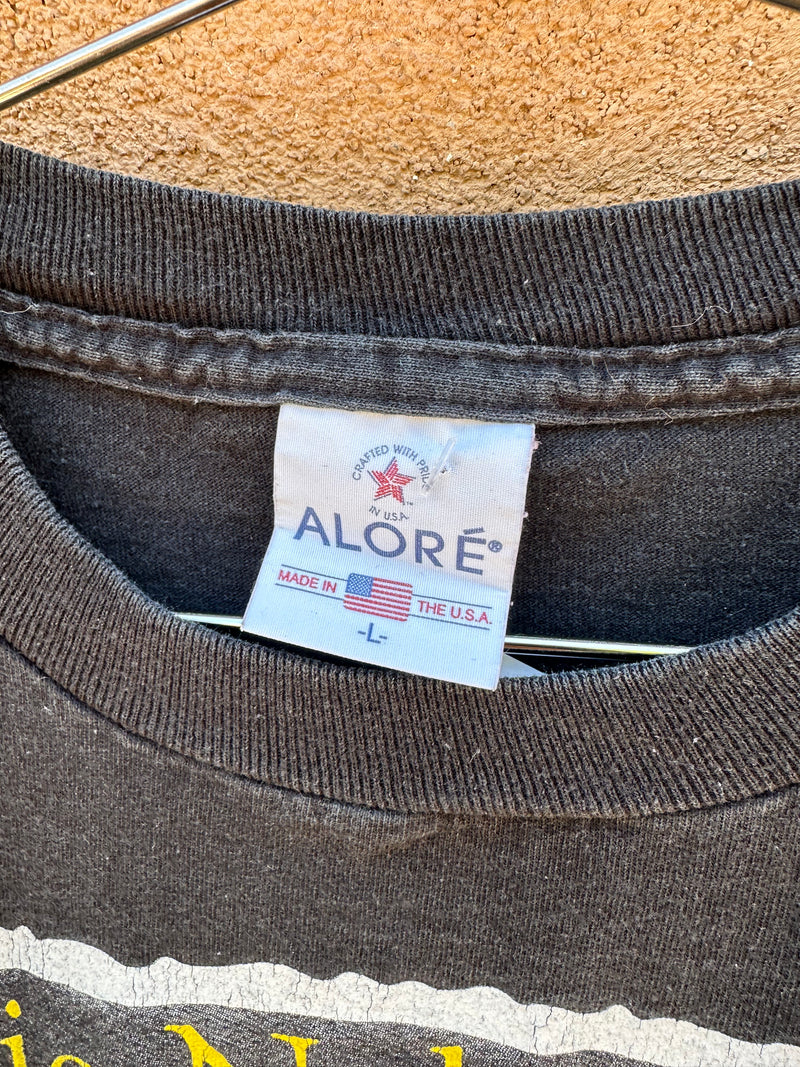 CRAFTED WITH PRIDE
IN U.S.A.
ALORÉ®
MADE IN THE U.S.A.
-L-